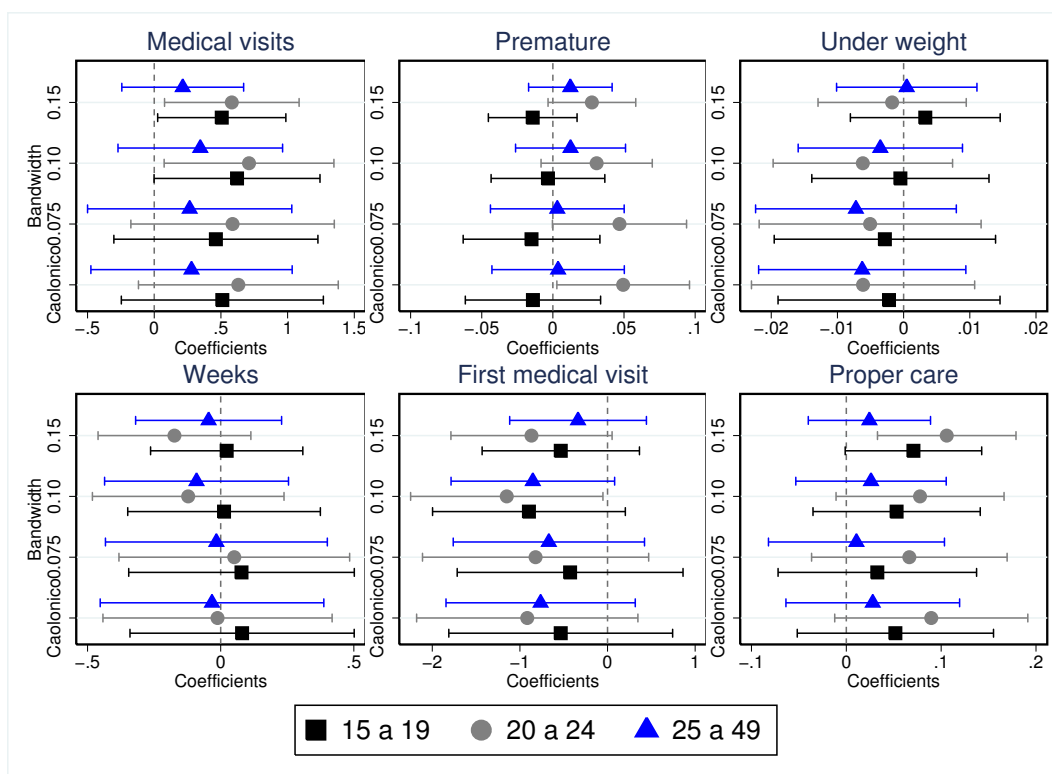 Medical visits
Premature
Under weight
Bandwidth
0.15
0.10
0.075
Caolonico
-.5
0
.5
1
1.5
Coefficients
-.1
-.05
0
.05
.1
Coefficients
0.15
0.10
0.075
Caolonico
-.02
-.01
0
.01
.02
Coefficients
0.15
0.10
0.075
Caolonico
Weeks
First medical visit
Proper care
Bandwidth
0.15
0.10
0.075
Caolonico
-.5
0
.5
Coefficients
0.15
0.10
0.075
Caolonico
-2
-1
0
1
Coefficients
0.15
0.10
0.075
Caolonico
-.1
0
.1
.2
Coefficients
15 a 19
20 a 24
25 a 49